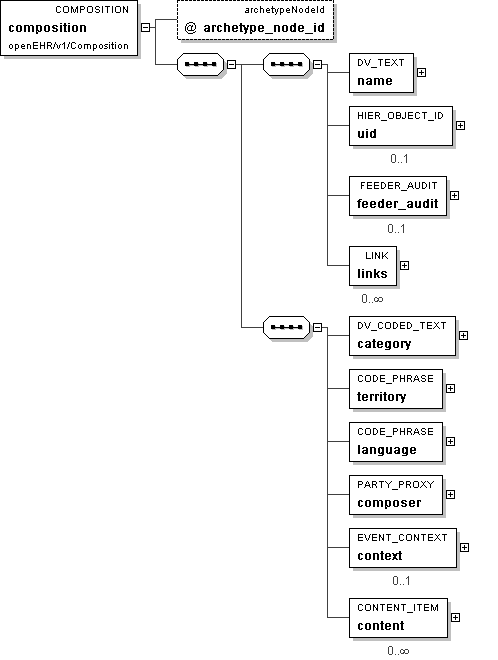 COMPOSITION
composition
openEHR/v1/Composition
archetypeNodeId
@ archetype_node_id
DV_TEXT
name
HIER_OBJECT_ID
uid
0..1
FEEDER_AUDIT
feeder_audit
0..1
LINK
links
0..∞
DV_CODED_TEXT
category
CODE_PHRASE
territory
CODE_PHRASE
language
PARTY_PROXY
composer
EVENT_CONTEXT
context
0..1
CONTENT_ITEM
content
0..∞